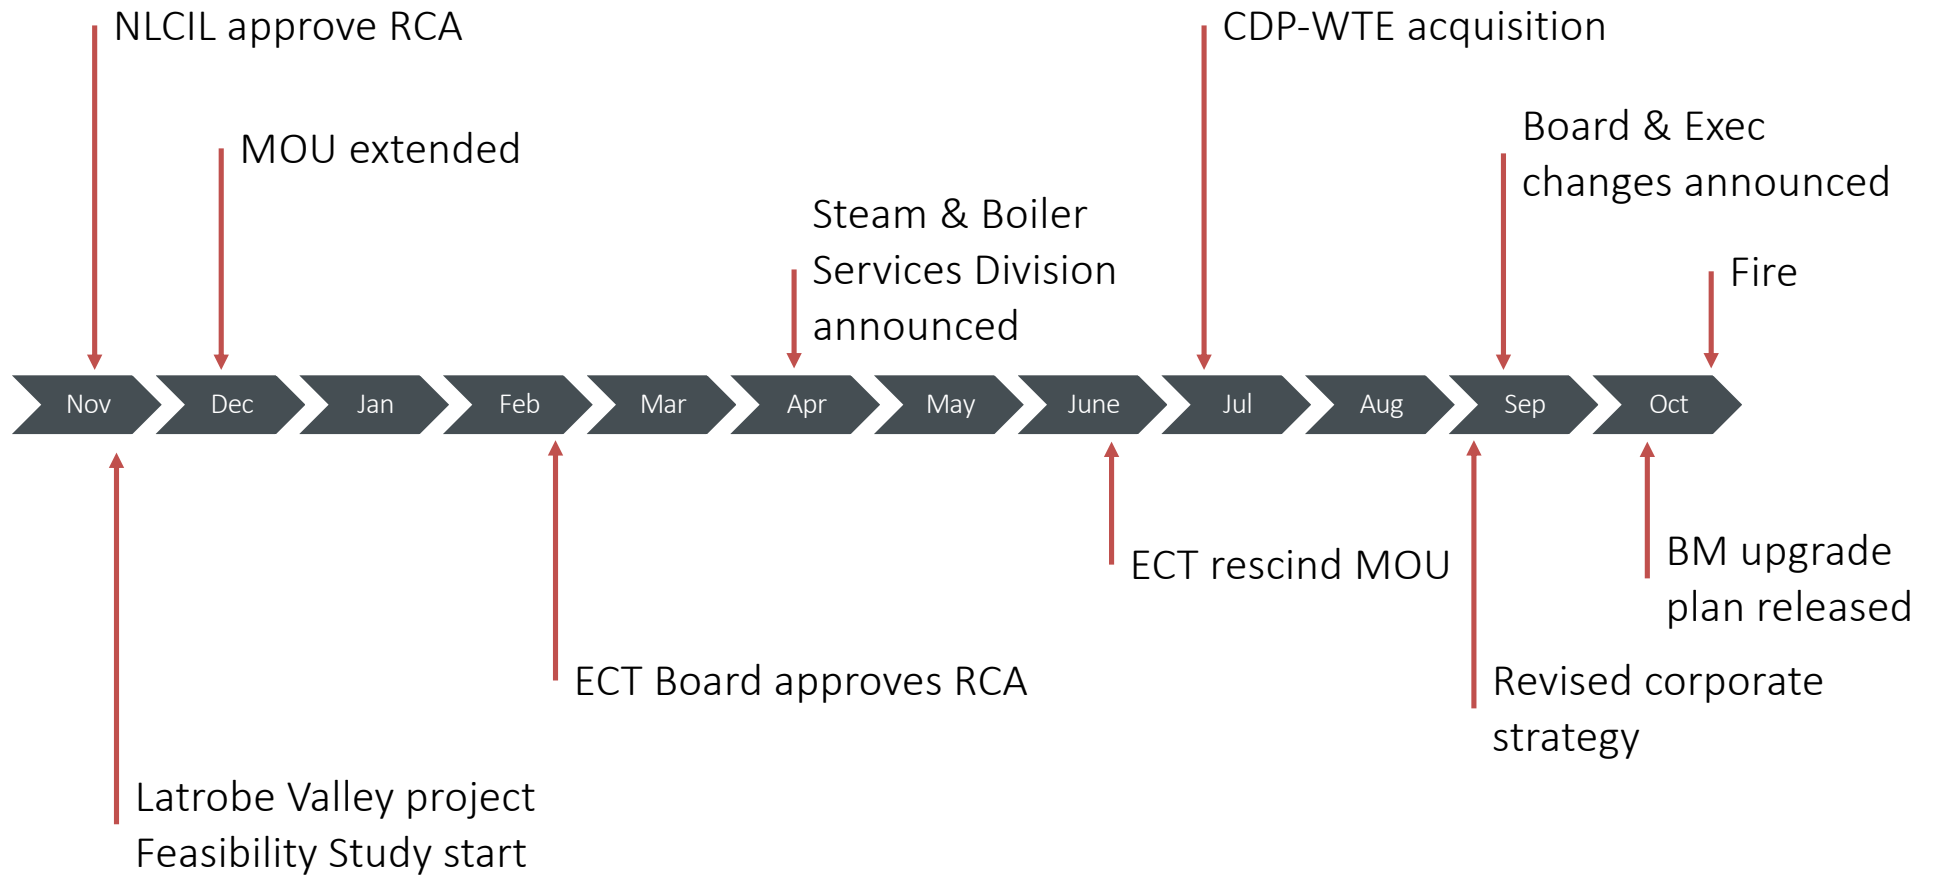 NLCIL approve RCA
CDP-WTE acquisition
MOU extended
Board & Exec
changes announced
Steam & Boiler
Services Division
announced
Fire
Nov
Dec
Jan
Feb
Mar
Apr
May
June
Jul
Aug
Sep
Oct
ECT rescind MOU
BM upgrade
plan released
ECT Board approves RCA
Revised corporate
strategy
Latrobe Valley project
Feasibility Study start